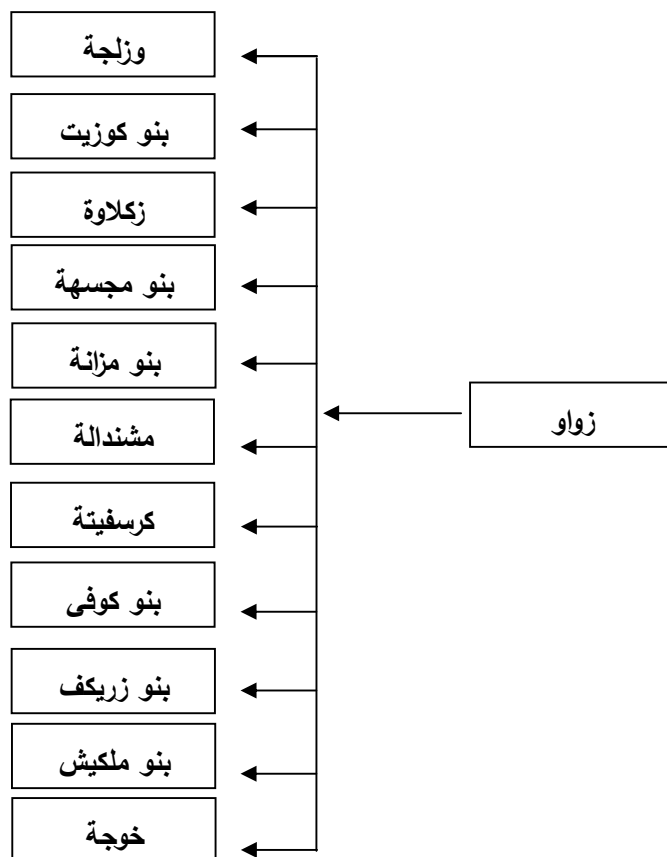 زواو
وزلجة
بنو كوزيت
زكلاوة
بنو مجسهة
بنو مزانة
مشندالة
كرسفيتة
بنو كوفى
بنو زريكف
بنو ملكيش
خوجة